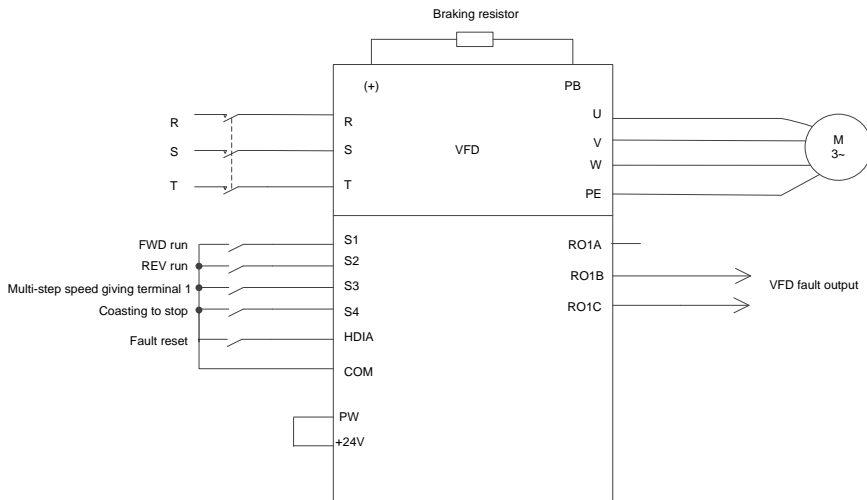 Braking resistor
(+)
PB
R
S
T
R
S
T
VFD
U
V
W
PE
M
3~
FWD run
REV run
Multi-step speed giving terminal 1
Coasting to stop
Fault reset
S1
S2
S3
S4
HDIA
COM
PW
+24V
RO1A
RO1B
RO1C
VFD fault output